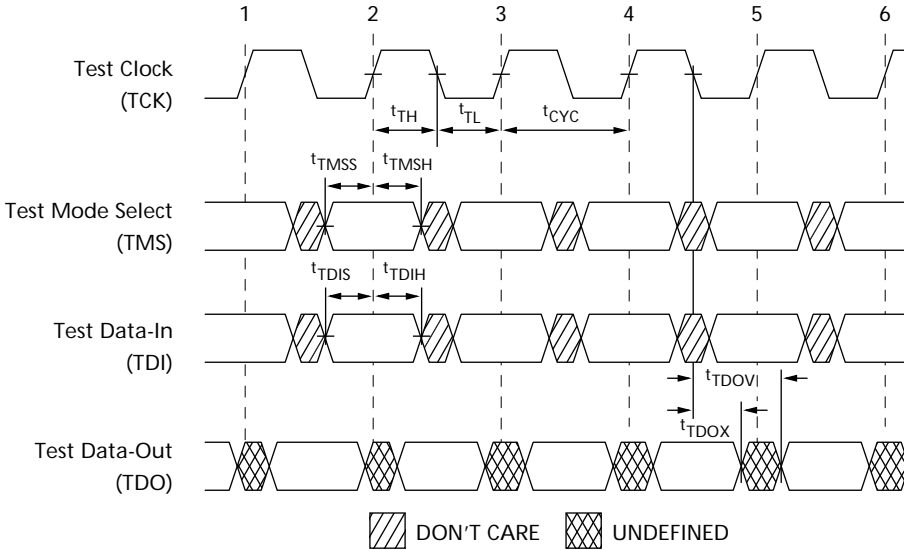 1 2 3 4 5 6
Test Clock
(TCK)
tTH tTL tCYC
tTMSS tTMSH
Test Mode Select
(TMS)
tTDIS tTDIH
Test Data-In
(TDI)
tTDOV
tTDOX
Test Data-Out
(TDO)
DON'T CARE UNDEFINED